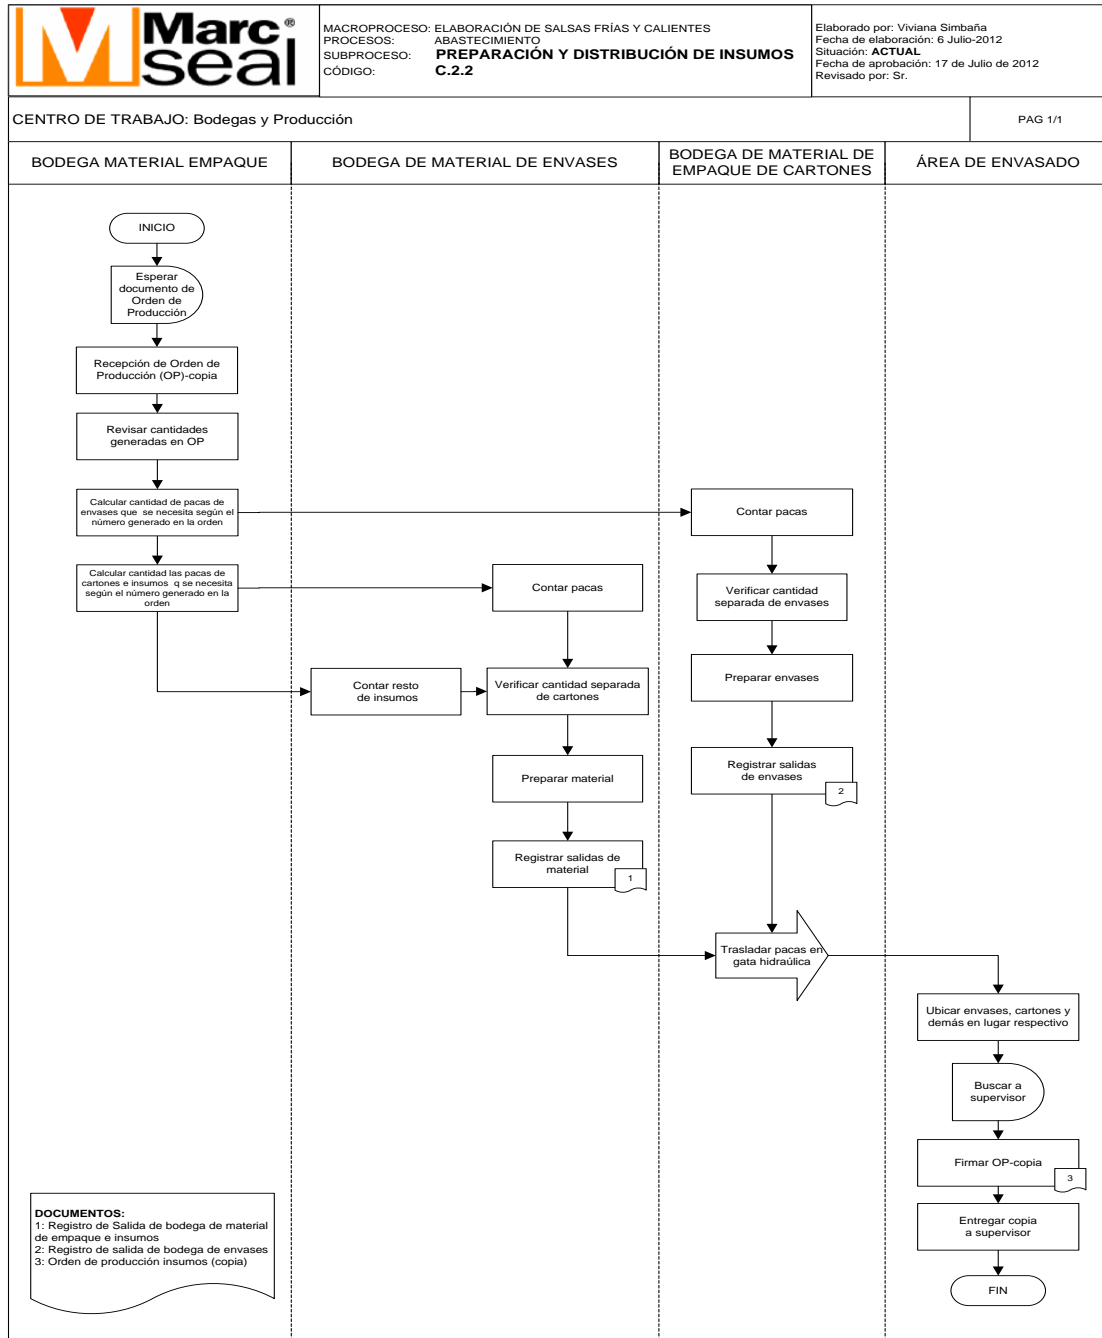 Marc®
seal
MACROPROCESO: ELABORACIÓN DE SALSAS FRÍAS Y CALIENTES
PROCESOS: ABASTECIMIENTO
SUBPROCESO: PREPARACIÓN Y DISTRIBUCIÓN DE INSUMOS
CÓDIGO: C.2.2
Elaborado por: Viviana Simbaña
Fecha de elaboración: 6 Julio-2012
Situación: ACTUAL
Fecha de aprobación: 17 de Julio de 2012
Revisado por: Sr.
CENTRO DE TRABAJO: Bodegas y Producción
PAG 1/1
BODEGA MATERIAL EMPAQUE
BODEGA DE MATERIAL DE ENVASES
BODEGA DE MATERIAL DE
EMPAQUE DE CARTONES
ÁREA DE ENVASADO
INICIO
Esperar
documento de
Orden de
Producción
Recepción de Orden de
Producción (OP)-copia
Revisar cantidades
generadas en OP
Calcular cantidad de pacas de
envases que se necesita según el
número generado en la orden
Contar pacas
Calcular cantidad las pacas de
cartones e insumos q se necesita
según el número generado en la
orden
Contar pacas
Verificar cantidad
separada de envases
Contar resto
de insumos
Verificar cantidad separada
de cartones
Preparar envases
Preparar material
Registrar salidas
de envases
2
Registrar salidas de
material
1
Trasladar pacas en
gata hidraúlica
Ubicar envases, cartones y
demás en lugar respectivo
Buscar a
supervisor
Firmar OP-copia
3
Entregar copia
a supervisor
FIN
DOCUMENTOS:
1: Registro de Salida de bodega de material
de empaque e insumos
2: Registro de salida de bodega de envases
3: Orden de producción insumos (copia)